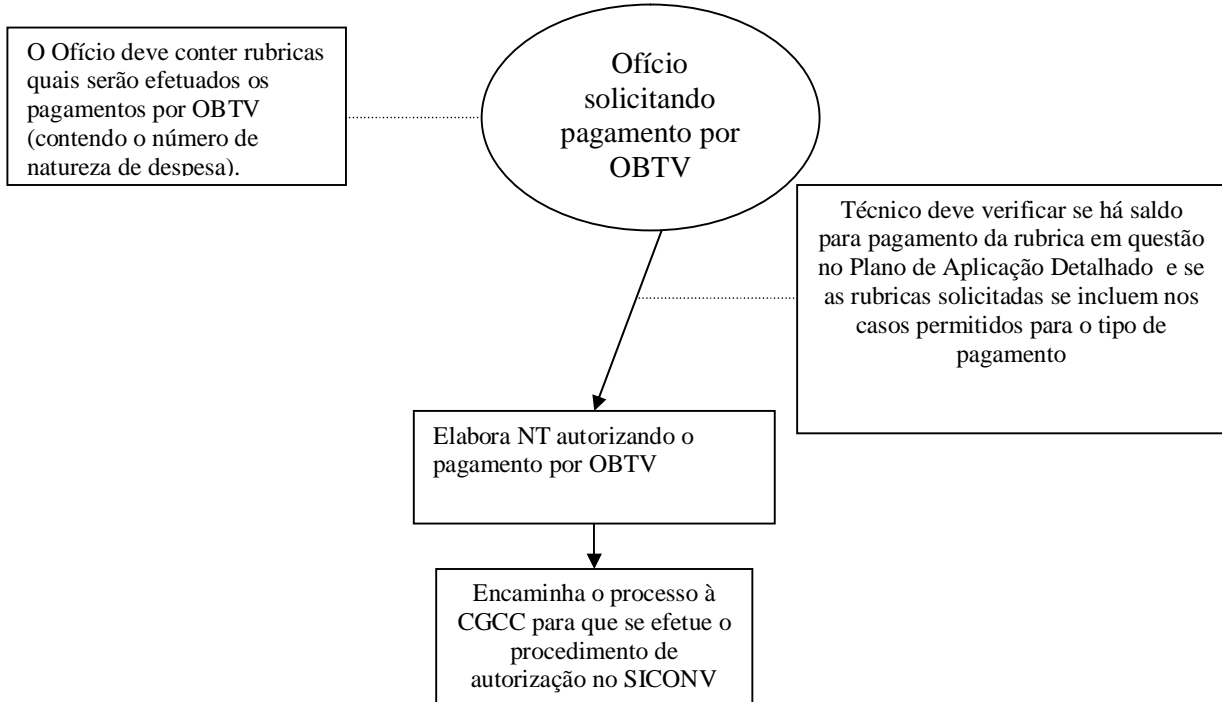 O Ofício deve conter rubricas
quais serão efetuados os
pagamentos por OBTV
(contendo o número de
natureza de despesa).
Ofício
solicitando
pagamento por
OBTV
Técnico deve verificar se há saldo
para pagamento da rubrica em questão
no Plano de Aplicação Detalhado e se
as rubricas solicitadas se incluem nos
casos permitidos para o tipo de
pagamento
Elabora NT autorizando o
pagamento por OBTV
Encaminha o processo à
CGCC para que se efetue o
procedimento de
autorização no SICONV